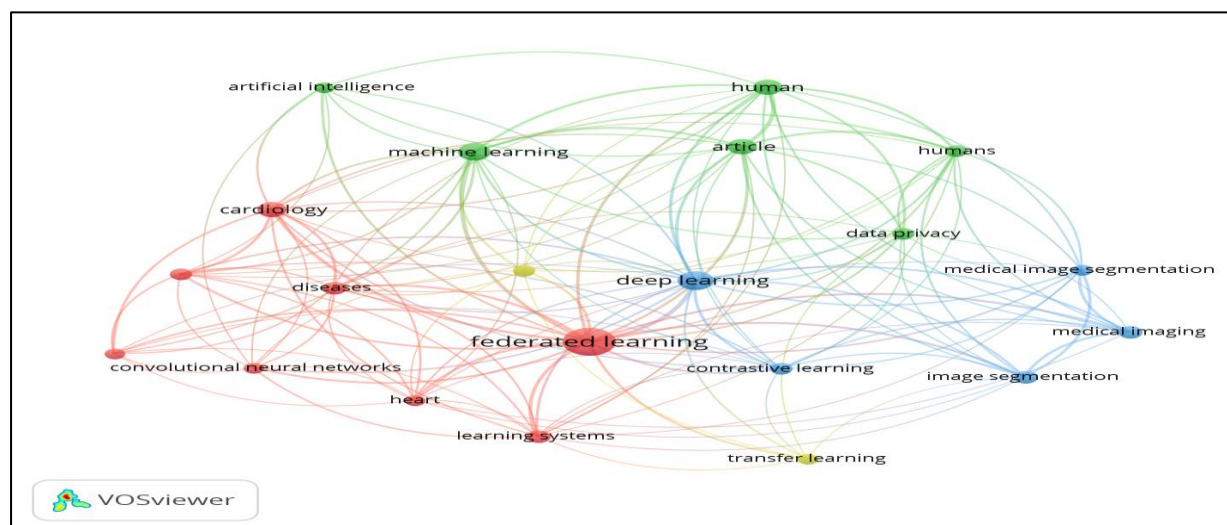 artificial intelligence
human
machine learning
article
humans
cardiology
data privacy
medical image segmentation
deep learning
diseases
medical imaging
federated learning
convolutional neural networks
contrastive learning
image segmentation
heart
learning systems
transfer learning
VOSviewer